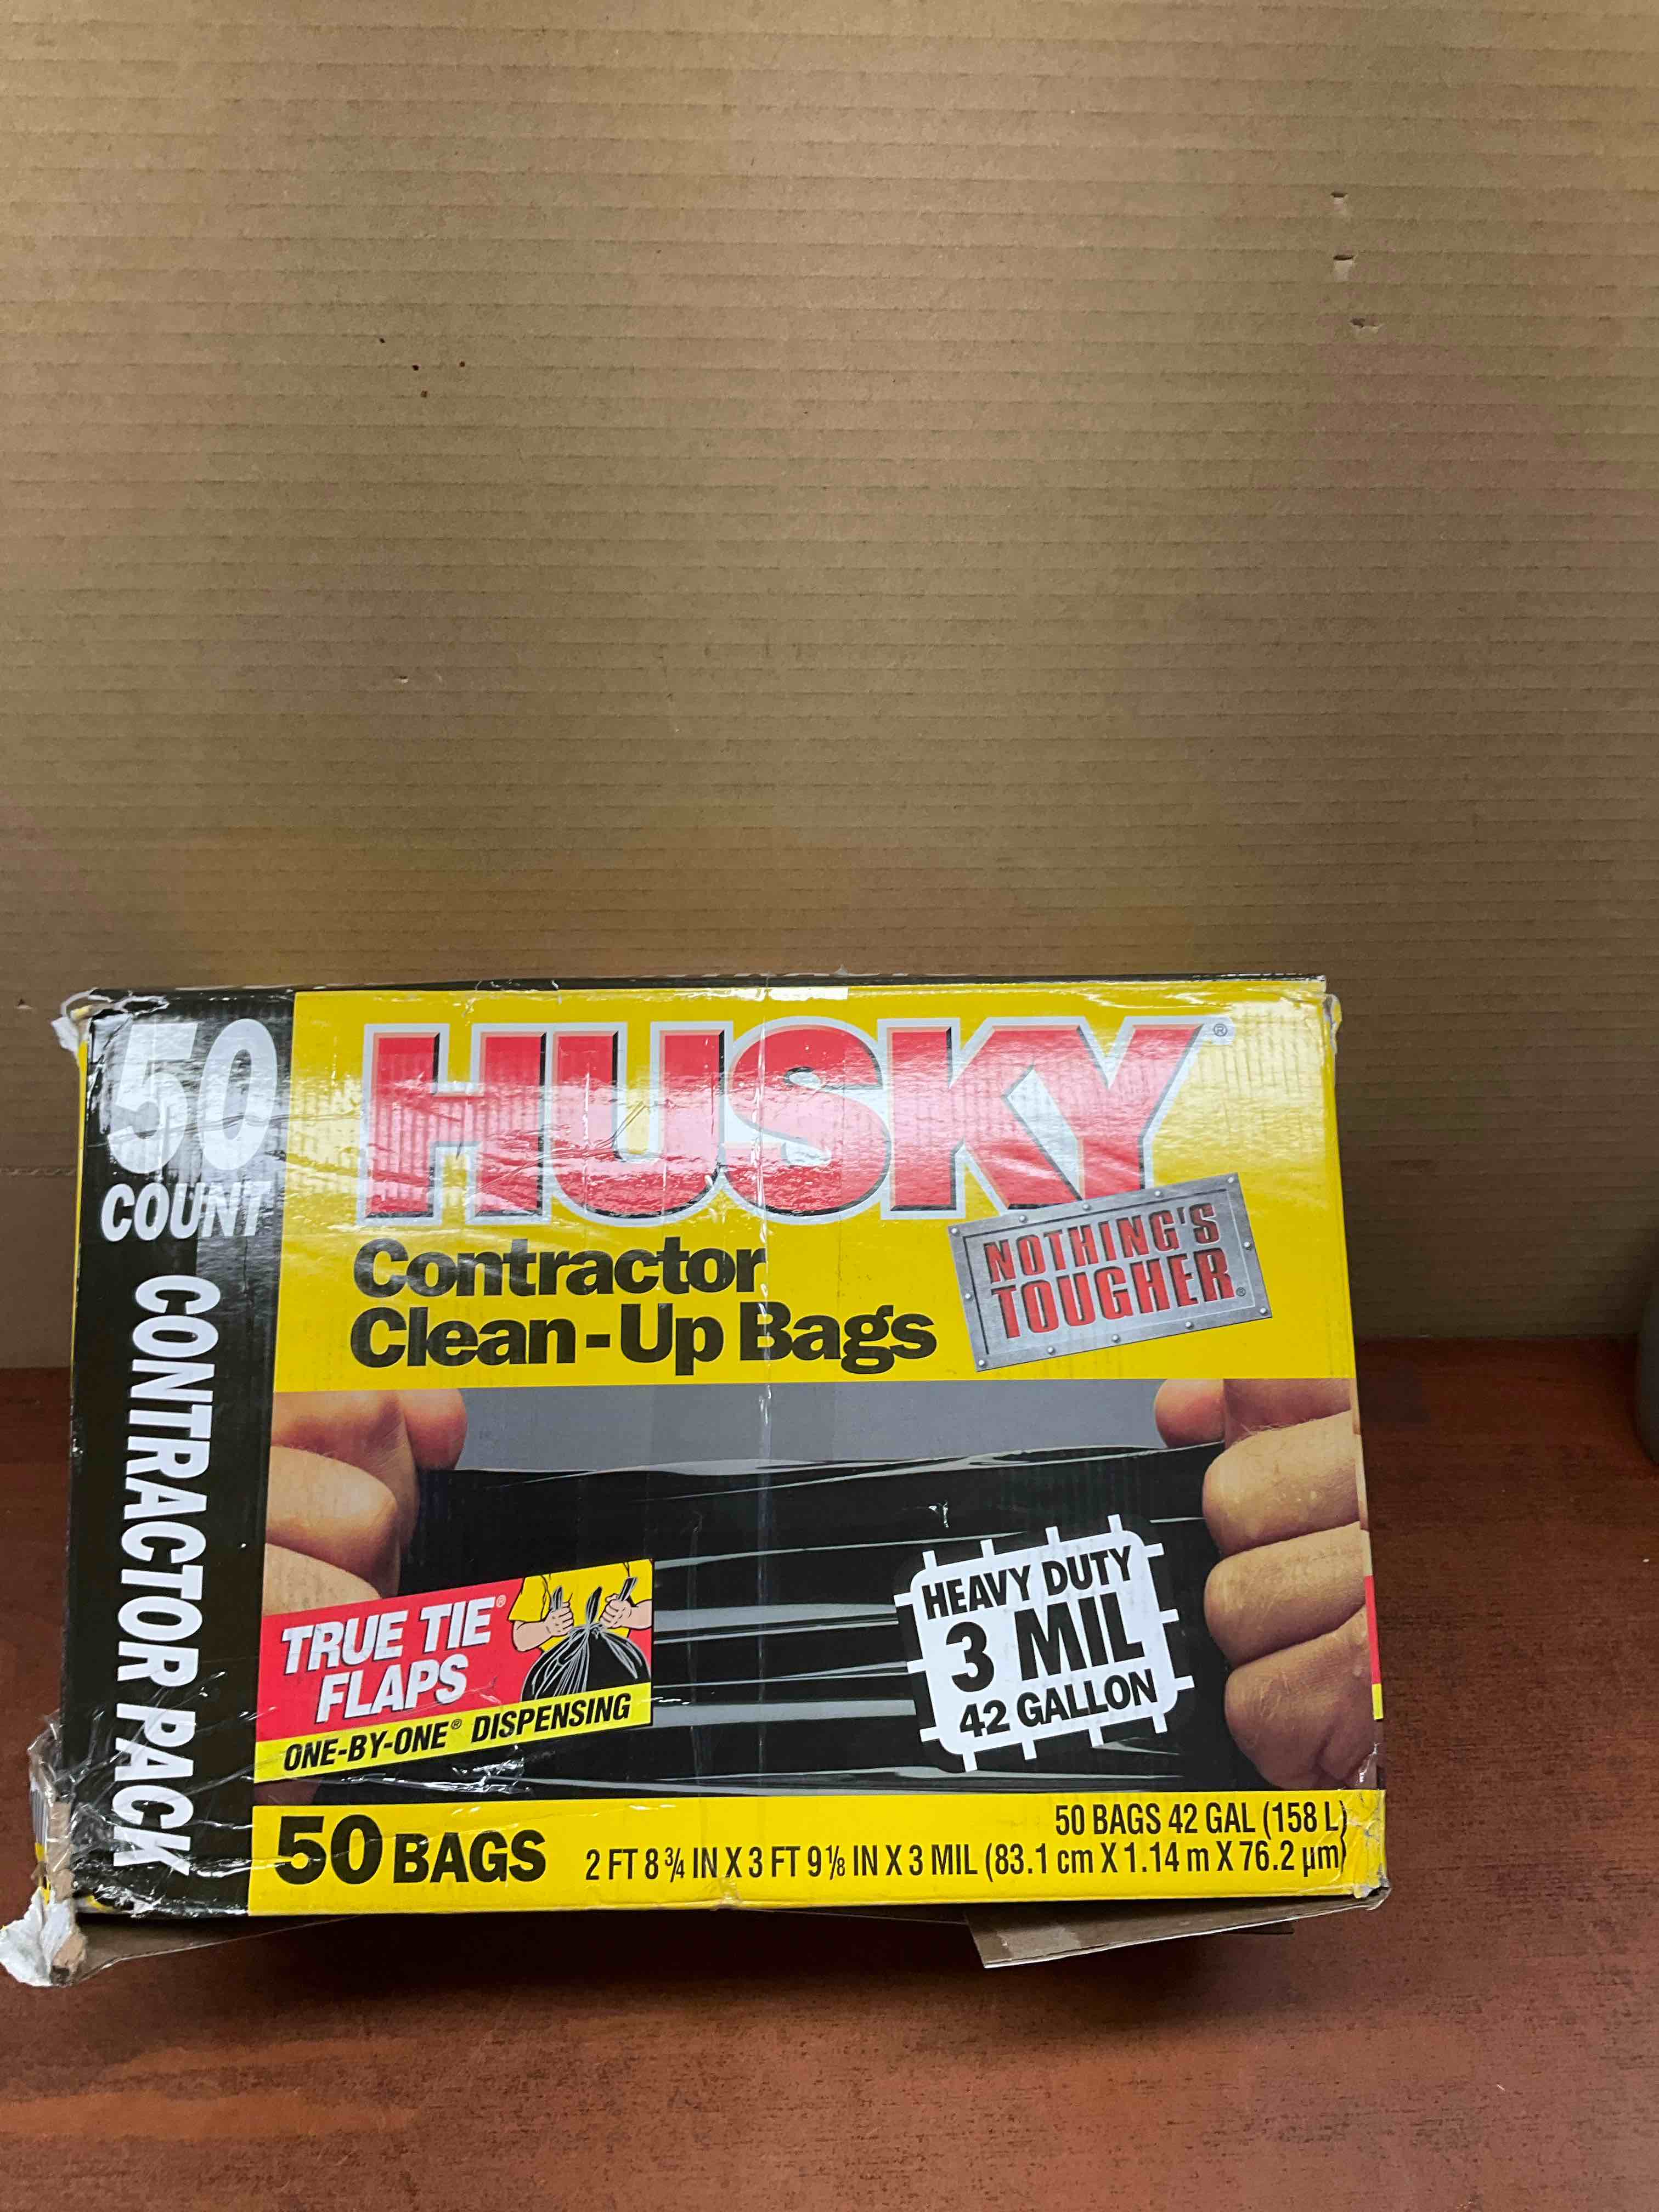 50
COUNT
CONTRACTOR PACK
HUSKY®
NOTHING'S
TOUGHER®
Contractor
Clean-Up Bags
HEAVY DUTY
3 MIL
42 GALLON
TRUE TIE®
FLAPS
ONE-BY-ONE® DISPENSING
50 BAGS
50 BAGS 42 GAL (158 L)
2 FT 8 ¾ IN X 3 FT 9 ⅛ IN X 3 MIL (83.1 cm X 1.14 m X 76.2 µm)